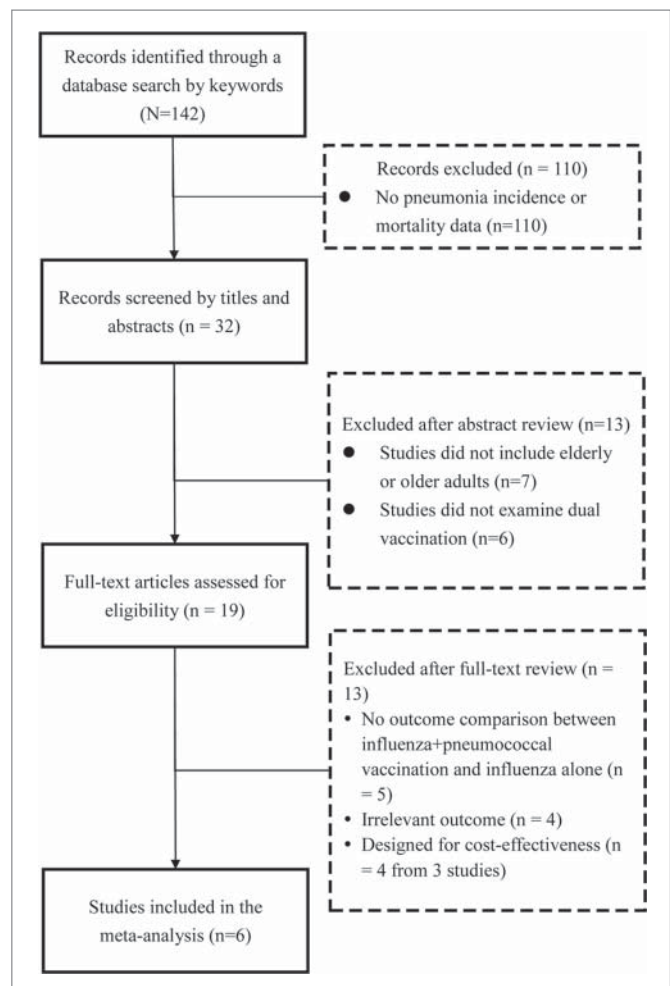 Records identified through a
database search by keywords
(N=142)
Records excluded (n = 110)
● No pneumonia incidence or
mortality data (n=110)
Records screened by titles and
abstracts (n = 32)
Excluded after abstract review (n=13)
● Studies did not include elderly
or older adults (n=7)
● Studies did not examine dual
vaccination (n=6)
Full-text articles assessed for
eligibility (n = 19)
Excluded after full-text review (n =
13)
• No outcome comparison between
influenza+pneumococcal
vaccination and influenza alone (n
= 5)
• Irrelevant outcome (n = 4)
• Designed for cost-effectiveness (n
= 4 from 3 studies)
Studies included in the
meta-analysis (n=6)